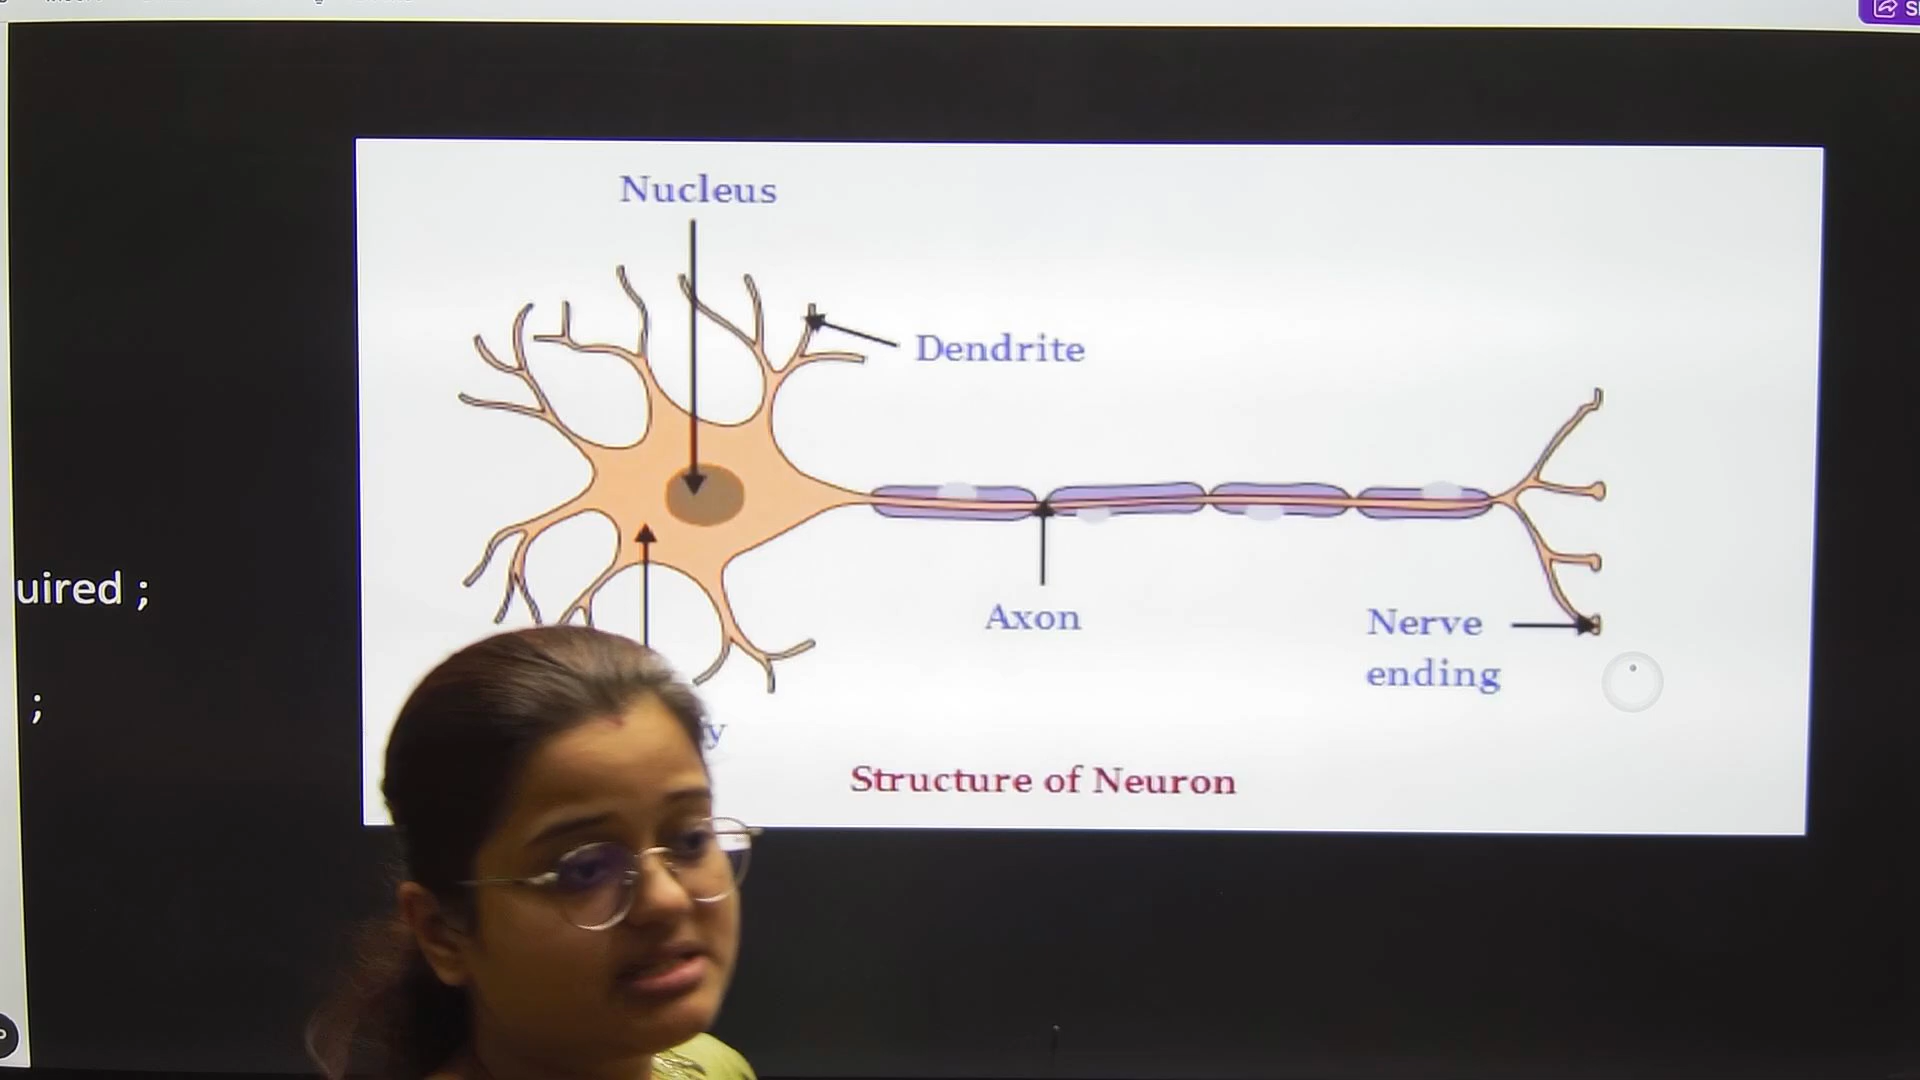 Nucleus
Dendrite
uired ;
Axon
Nerve
ending
;
y
Structure of Neuron